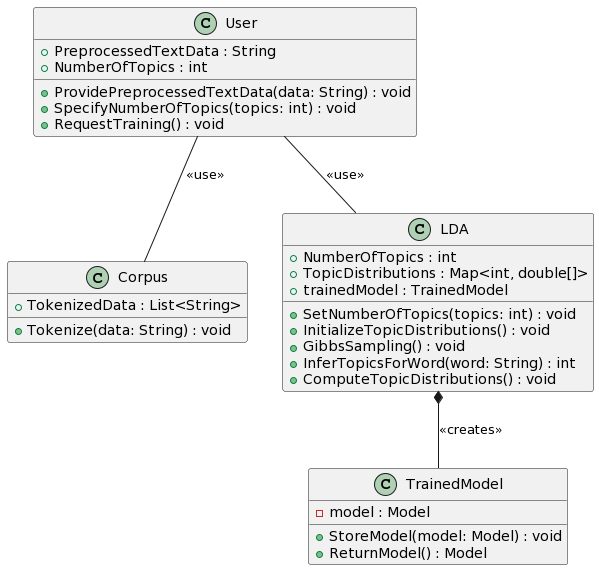 C User
PreprocessedTextData : String
NumberOfTopics : int
ProvidePreprocessedTextData(data: String) : void
SpecifyNumberOfTopics(topics: int) : void
RequestTraining() : void
«use»
«use»
C Corpus
TokenizedData : List<String>
Tokenize(data: String) : void
C LDA
NumberOfTopics : int
TopicDistributions : Map<int, double[]>
trainedModel : TrainedModel
SetNumberOfTopics(topics: int) : void
InitializeTopicDistributions() : void
GibbsSampling() : void
InferTopicsForWord(word: String) : int
ComputeTopicDistributions() : void
«creates»
C TrainedModel
model : Model
StoreModel(model: Model) : void
ReturnModel() : Model